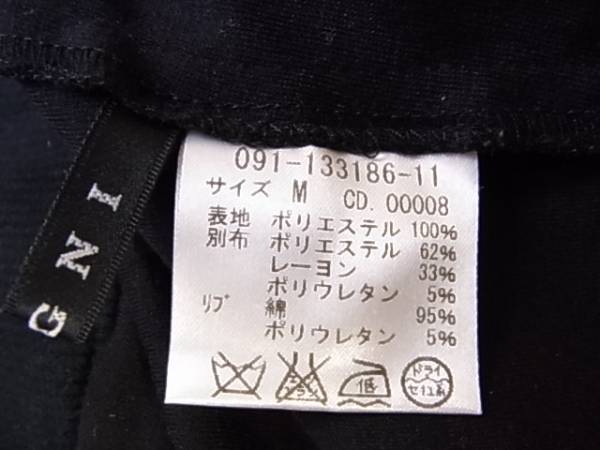 091-133186-11
サイズ M CD. 00008
表地 ポリエステル 100%
別布 ポリエステル 62%
レーヨン 33%
ポリウレタン 5%
リブ 綿 95%
ポリウレタン 5%
低
ドライ
セキユ系
GNI